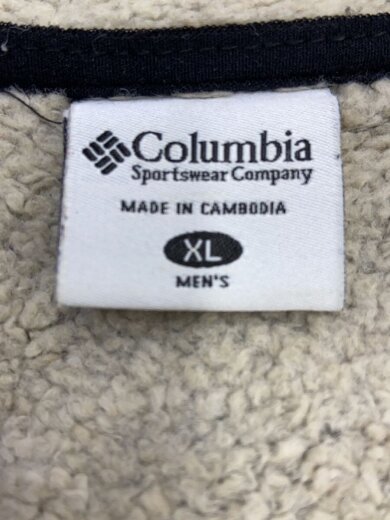 Columbia
Sportswear Company
MADE IN CAMBODIA
XL
MEN'S